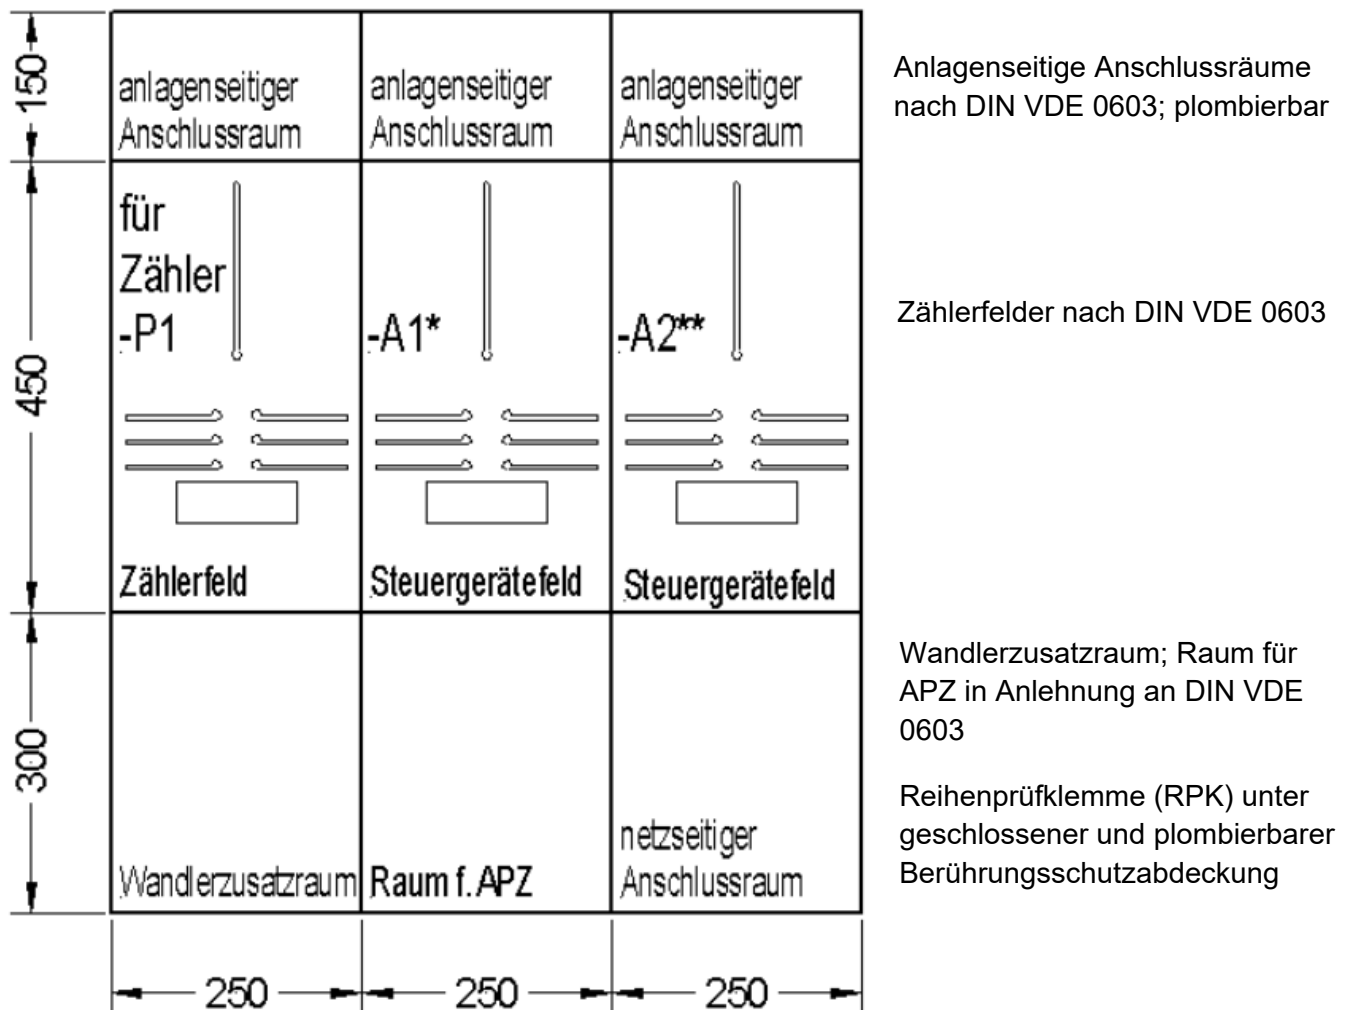 150
anlagenseitiger
Anschlussraum
anlagenseitiger
Anschlussraum
anlagenseitiger
Anschlussraum
Anlagenseitige Anschlussräume
nach DIN VDE 0603; plombierbar
450
für
Zähler
-P1
-A1*
-A2**
Zählerfelder nach DIN VDE 0603
Zählerfeld
Steuergerätefeld
Steuergerätefeld
300
Wandlerzusatzraum
Raum f. APZ
netzseitiger
Anschlussraum
Wandlerzusatzraum; Raum für
APZ in Anlehnung an DIN VDE
0603
Reihenprüfklemme (RPK) unter
geschlossener und plombierbarer
Berührungsschutzabdeckung
250
250
250